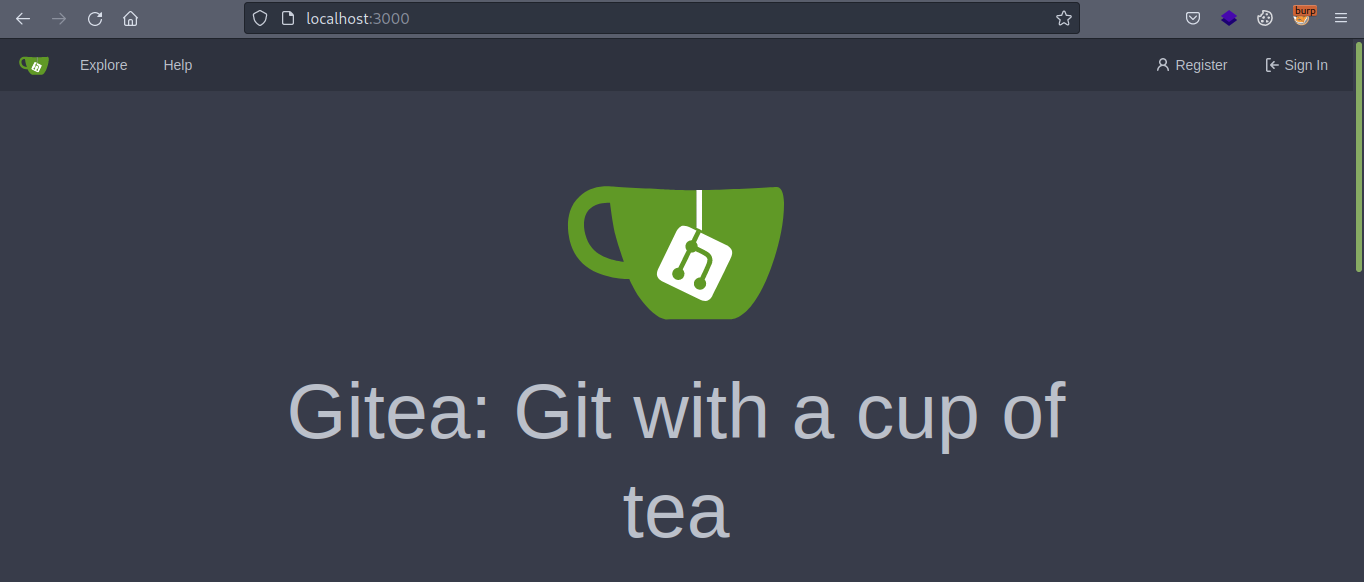 localhost:3000
burp
Explore Help Register Sign In
Gitea: Git with a cup of
tea